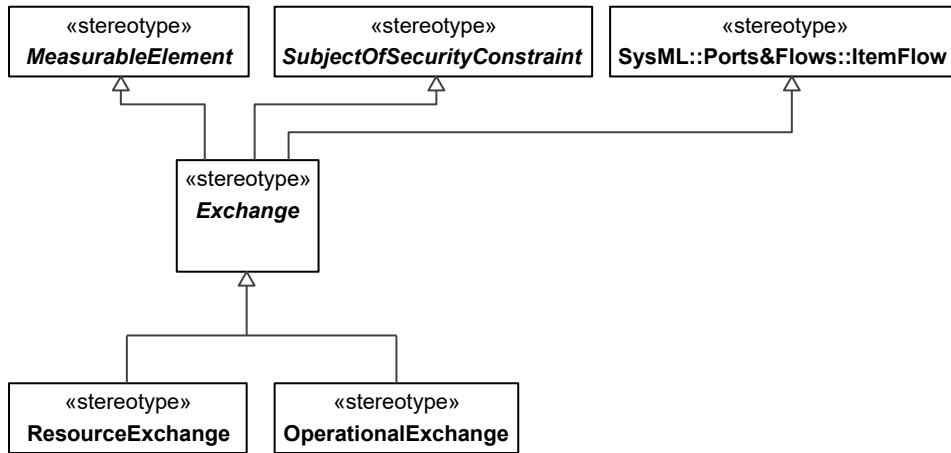 «stereotype»
MeasurableElement
«stereotype»
SubjectOfSecurityConstraint
«stereotype»
SysML::Ports&Flows::ItemFlow
«stereotype»
Exchange
«stereotype»
ResourceExchange
«stereotype»
OperationalExchange